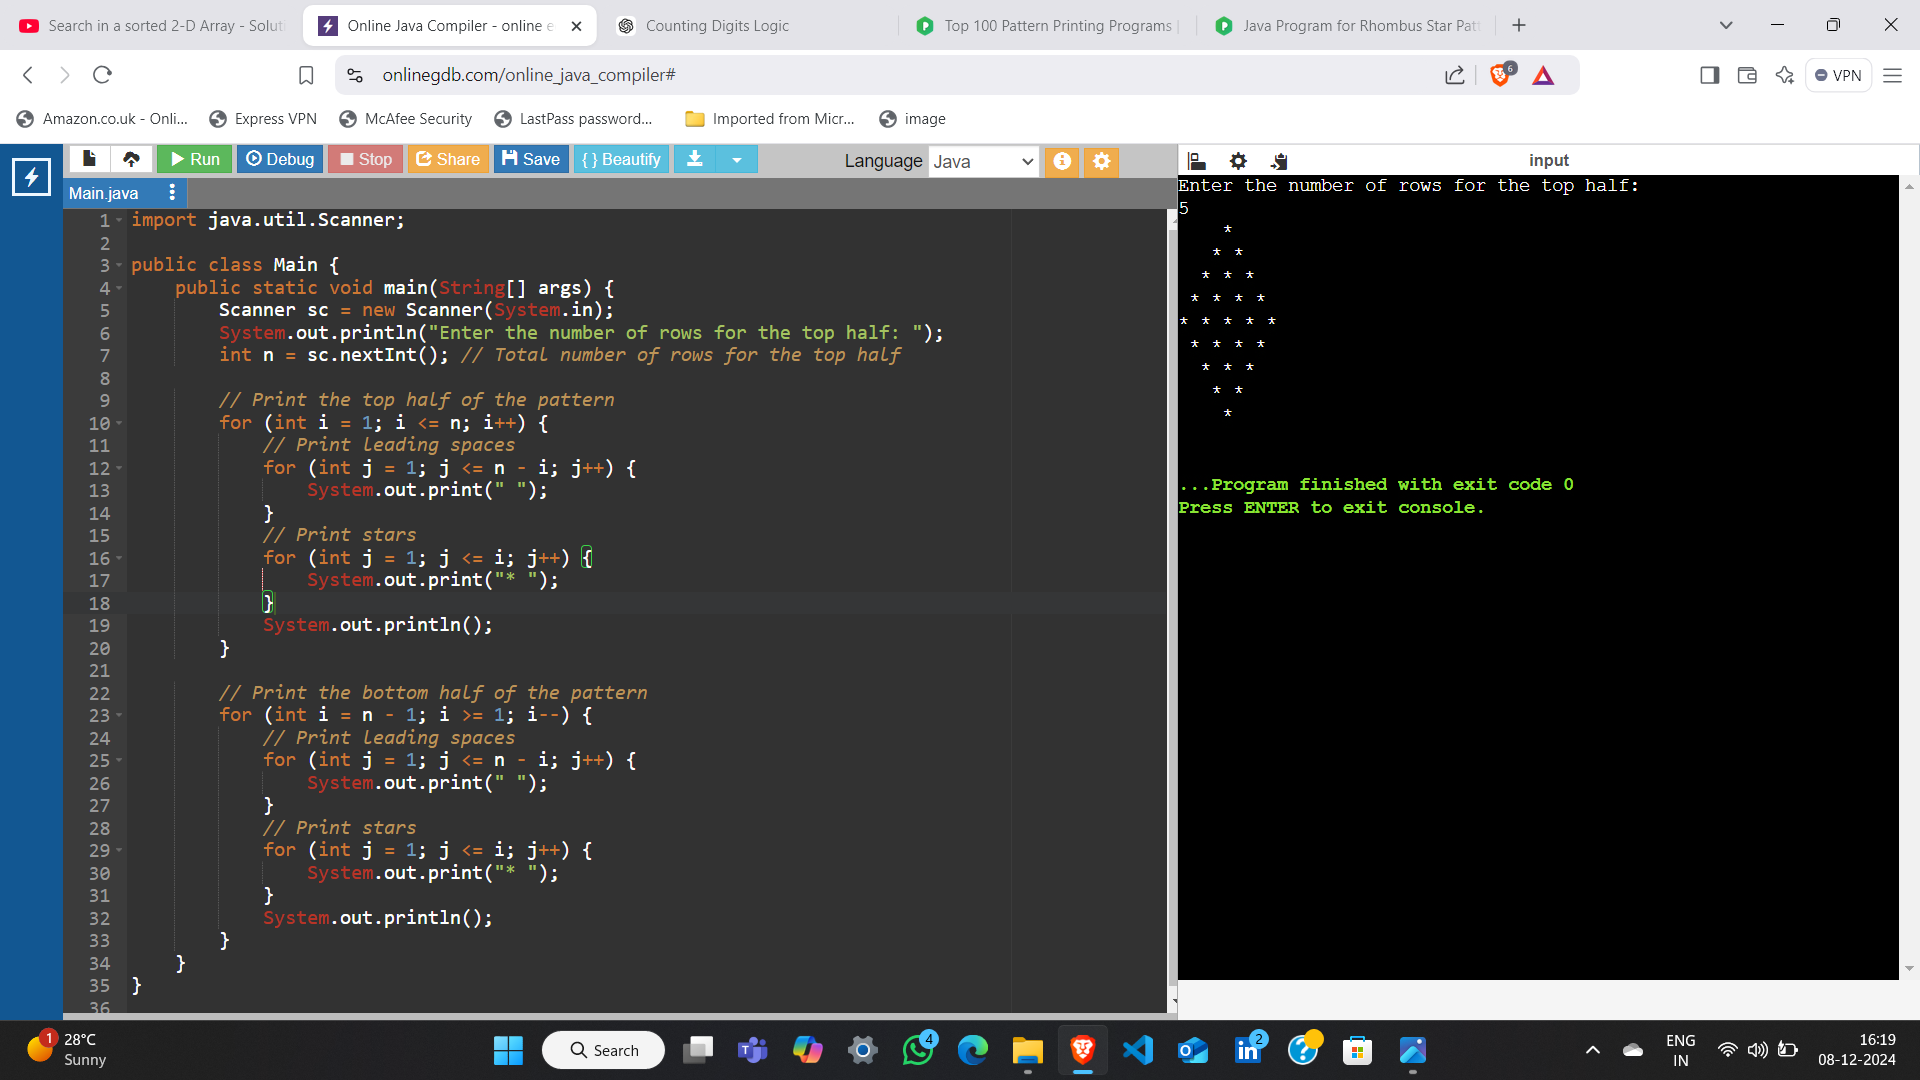 Search in a sorted 2-D Array - Soluti
Online Java Compiler - online e
Counting Digits Logic
Top 100 Pattern Printing Programs |
Java Program for Rhombus Star Patt
onlinegdb.com/online_java_compiler#
6
VPN
Amazon.co.uk - Onli...
Express VPN
McAfee Security
LastPass password...
Imported from Micr...
image
Run
Debug
Stop
Share
Save
{ } Beautify
Language
Java
input
Main.java
1 import java.util.Scanner;
2
3 public class Main {
4     public static void main(String[] args) {
5         Scanner sc = new Scanner(System.in);
6         System.out.println("Enter the number of rows for the top half: ");
7         int n = sc.nextInt(); // Total number of rows for the top half
8
9         // Print the top half of the pattern
10         for (int i = 1; i <= n; i++) {
11             // Print leading spaces
12             for (int j = 1; j <= n - i; j++) {
13                 System.out.print(" ");
14             }
15             // Print stars
16             for (int j = 1; j <= i; j++) {
17                 System.out.print("* ");
18             }
19             System.out.println();
20         }
21
22         // Print the bottom half of the pattern
23         for (int i = n - 1; i >= 1; i--) {
24             // Print leading spaces
25             for (int j = 1; j <= n - i; j++) {
26                 System.out.print(" ");
27             }
28             // Print stars
29             for (int j = 1; j <= i; j++) {
30                 System.out.print("* ");
31             }
32             System.out.println();
33         }
34     }
35 }
36
Enter the number of rows for the top half:
5
    *
   * *
  * * *
 * * * *
* * * * *
 * * * *
  * * *
   * *
    *
...Program finished with exit code 0
Press ENTER to exit console.
1
28°C
Sunny
Search
4
2
ENG
IN
16:19
08-12-2024